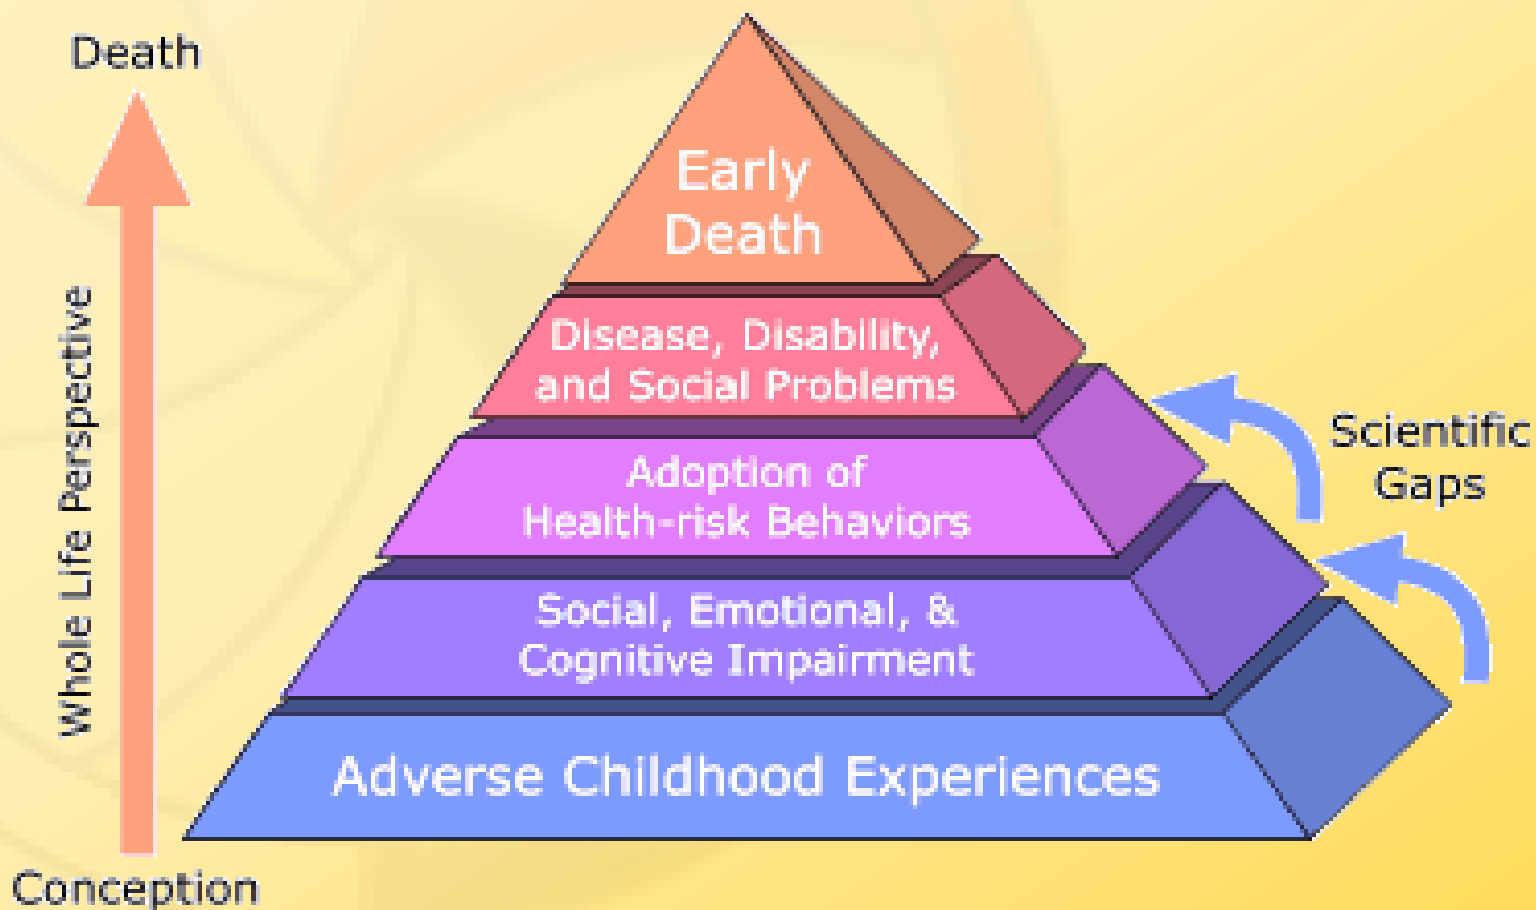 Death
Whole Life Perspective
Conception
Early
Death
Disease, Disability,
and Social Problems
Adoption of
Health-risk Behaviors
Social, Emotional, &
Cognitive Impairment
Adverse Childhood Experiences
Scientific
Gaps